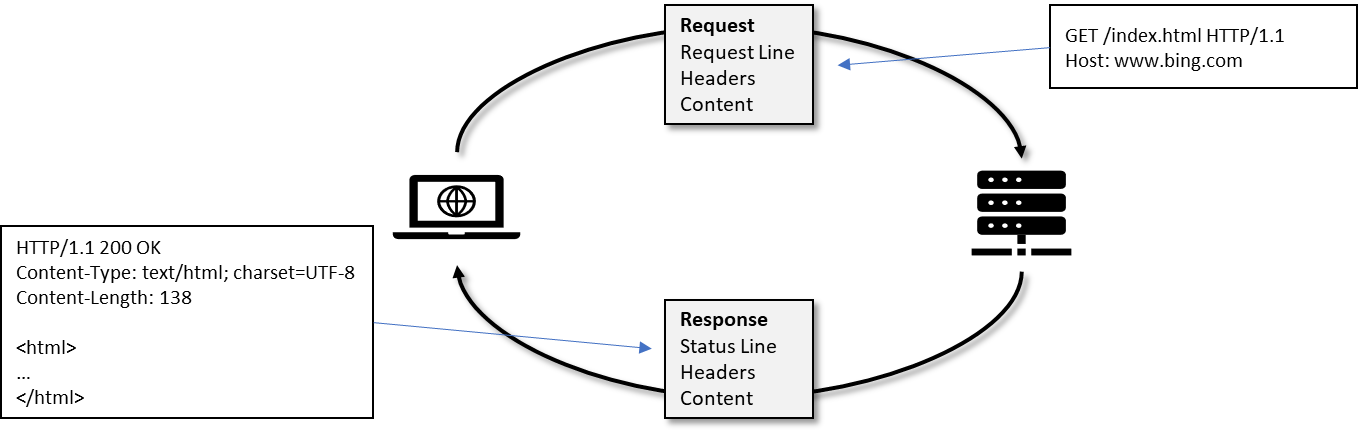 Request
Request Line
Headers
Content
GET /index.html HTTP/1.1
Host: www.bing.com
HTTP/1.1 200 OK
Content-Type: text/html; charset=UTF-8
Content-Length: 138
<html>
...
</html>
Response
Status Line
Headers
Content